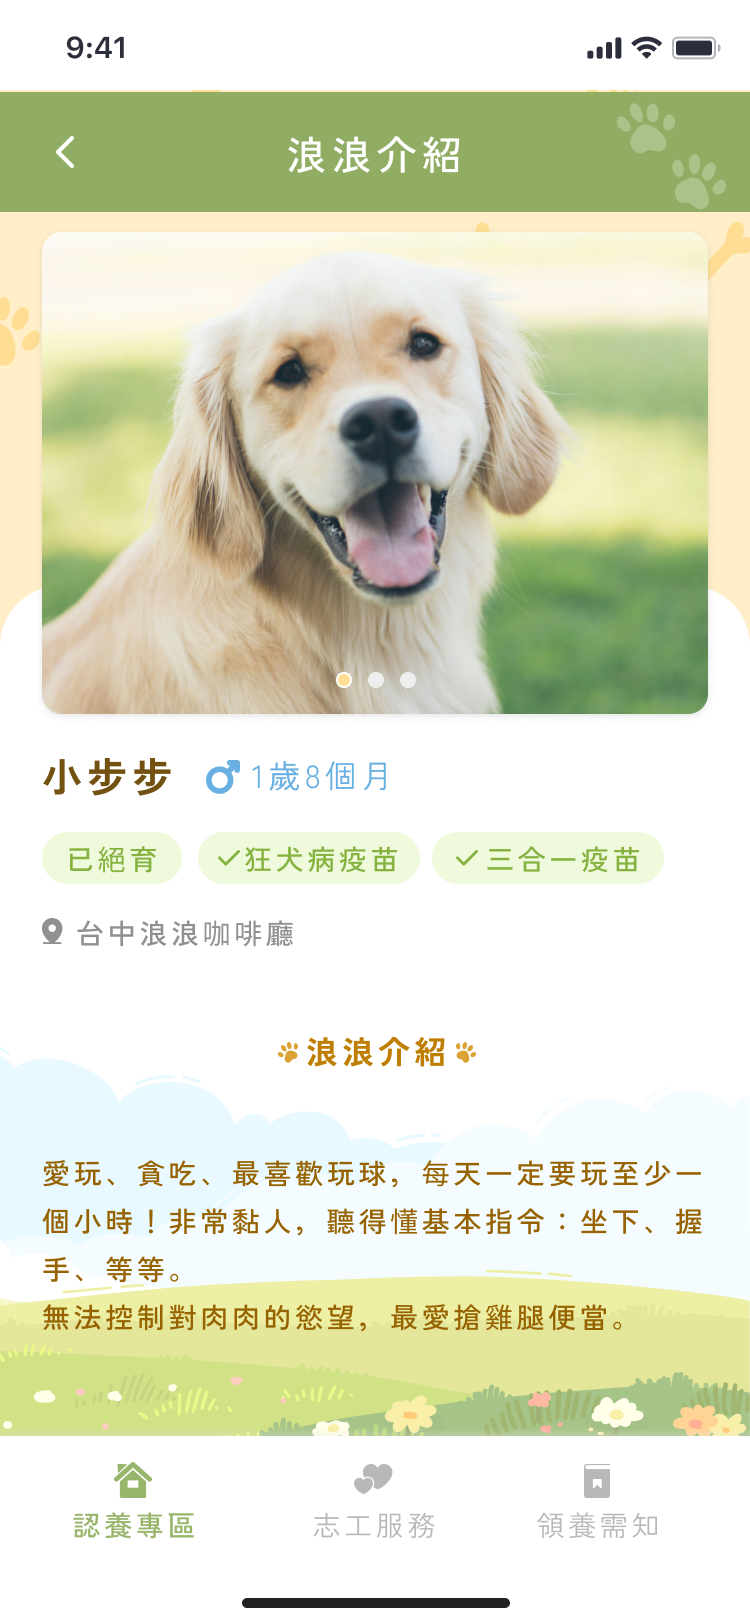 9:41
浪浪介紹
小步步
1歲8個月
已絕育
狂犬病疫苗
三合一疫苗
台中浪浪咖啡廳
浪浪介紹
愛玩、貪吃、最喜歡玩球，每天一定要玩至少一
個小時！非常黏人，聽得懂基本指令：坐下、握
手、等等。
無法控制對肉肉的慾望，最愛搶雞腿便當。
認養專區
志工服務
領養需知